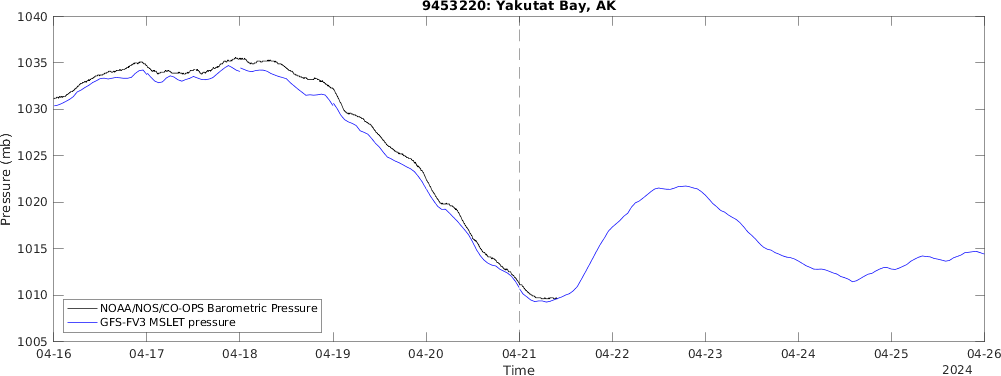 9453220: Yakutat Bay, AK
Pressure (mb)
1040
1035
1030
1025
1020
1015
1010
1005
NOAA/NOS/CO-OPS Barometric Pressure
GFS-FV3 MSLET pressure
04-16 04-17 04-18 04-19 04-20 04-21 04-22 04-23 04-24 04-25 04-26
Time
2024